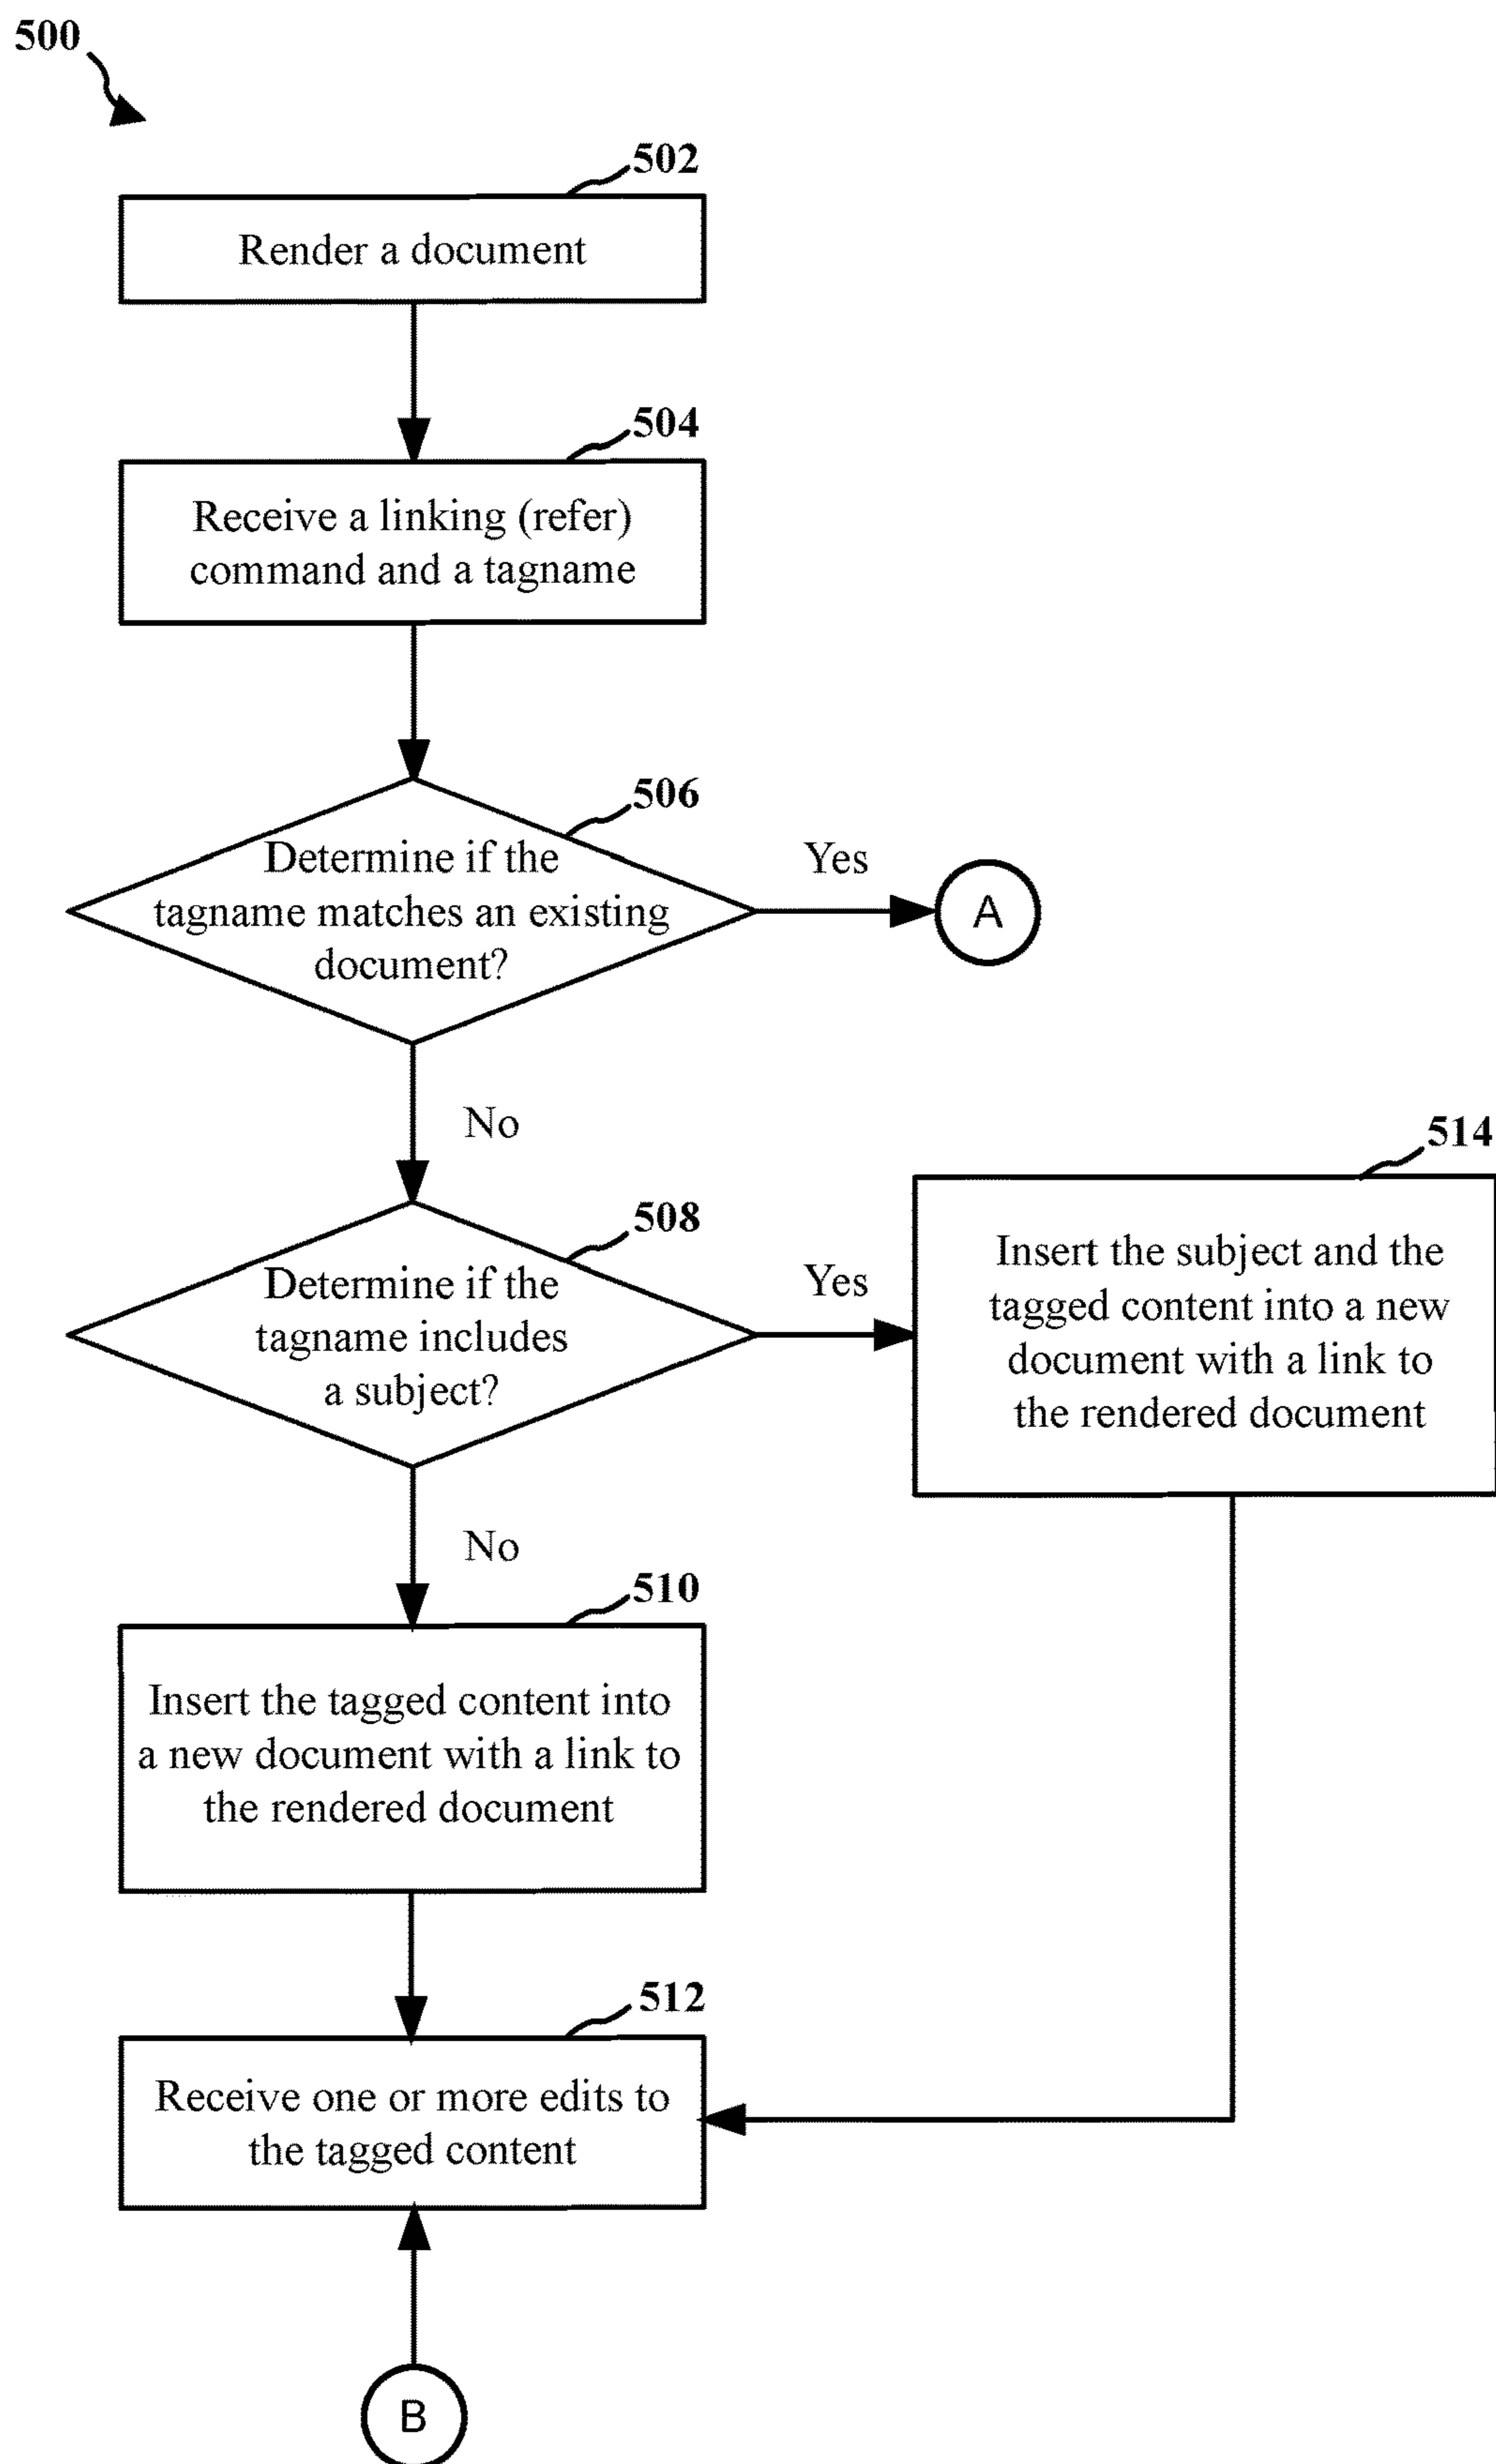 500
502
Render a document
504
Receive a linking (refer)
command and a tagname
506
Determine if the
tagname matches an existing
document?
Yes
A
No
508
Determine if the
tagname includes
a subject?
Yes
514
Insert the subject and the
tagged content into a new
document with a link to
the rendered document
No
510
Insert the tagged content into
a new document with a link to
the rendered document
512
Receive one or more edits to
the tagged content
B